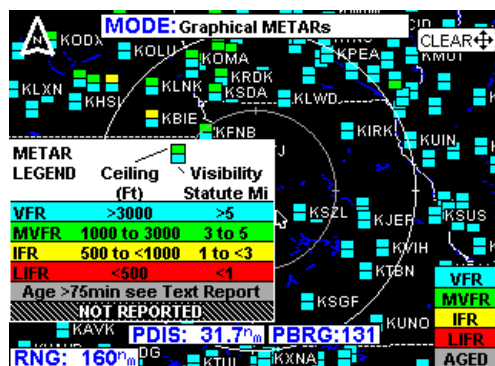 MODE: Graphical METARs
N
CLEAR
KODX
KOLU
KOMA
KPEA
KRDK
KLXN
KHSI
KLNK
KSDA
KLWD
KBIE
KFNB
KIRK
KUIN
METAR
LEGEND Ceiling (Ft) Visibility Statute Mi
VFR >3000 >5
MVFR 1000 to 3000 3 to 5
IFR 500 to <1000 1 to <3
LIFR <500 <1
Age >75min see Text Report
NOT REPORTED
KSZL
KJEF
KSUS
KVIH
KTBN
KSGF
KUNO
KAVK
KXNA
VFR
MVFR
IFR
LIFR
AGED
PDIS: 31.7nm PBRG:131
RNG: 160nm